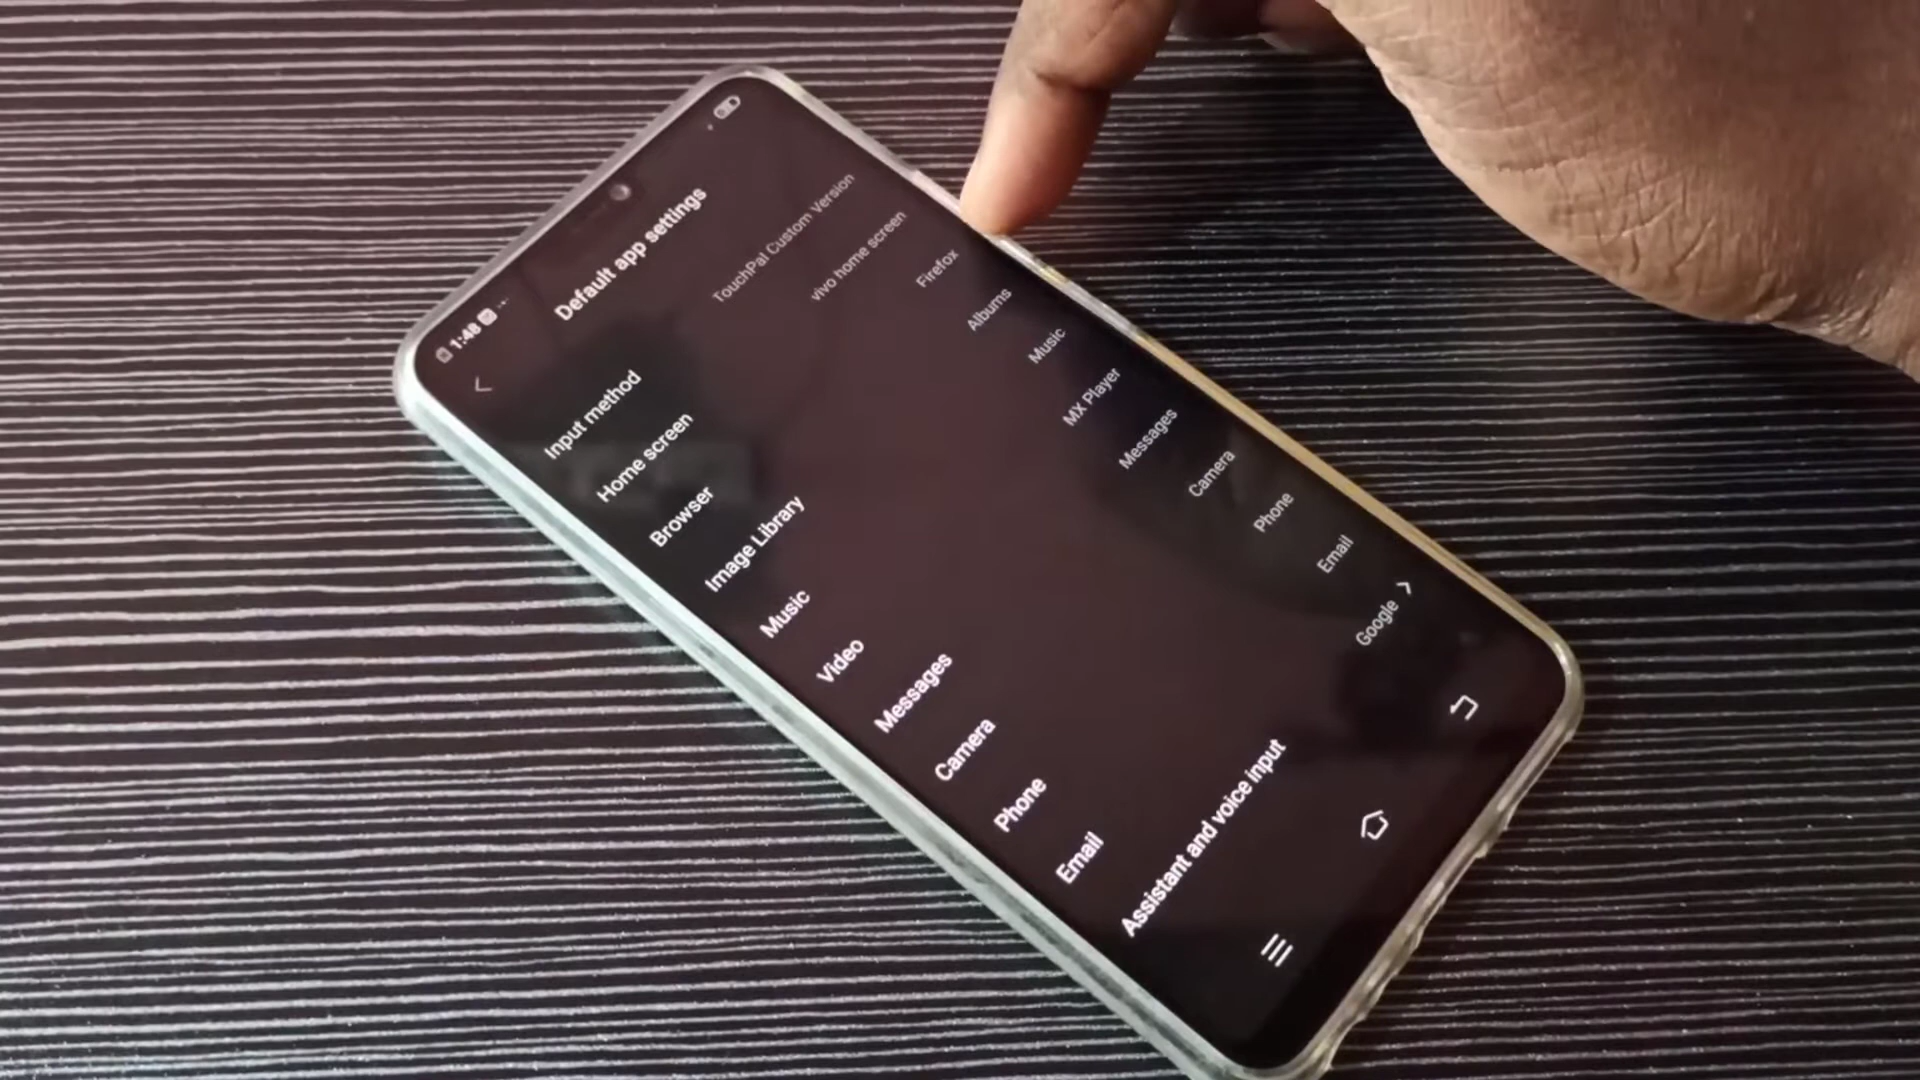 1:48
Default app settings
Input method TouchPal Custom Version
Home screen vivo home screen
Browser Firefox
Image Library Albums
Music Music
Video MX Player
Messages Messages
Camera Camera
Phone Phone
Email Email
Assistant and voice input Google